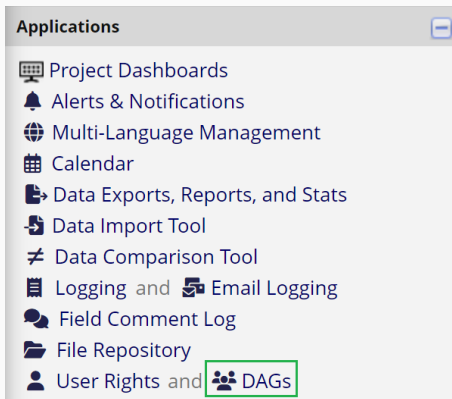 Applications
Project Dashboards
Alerts & Notifications
Multi-Language Management
Calendar
Data Exports, Reports, and Stats
Data Import Tool
Data Comparison Tool
Logging and Email Logging
Field Comment Log
File Repository
User Rights and DAGs